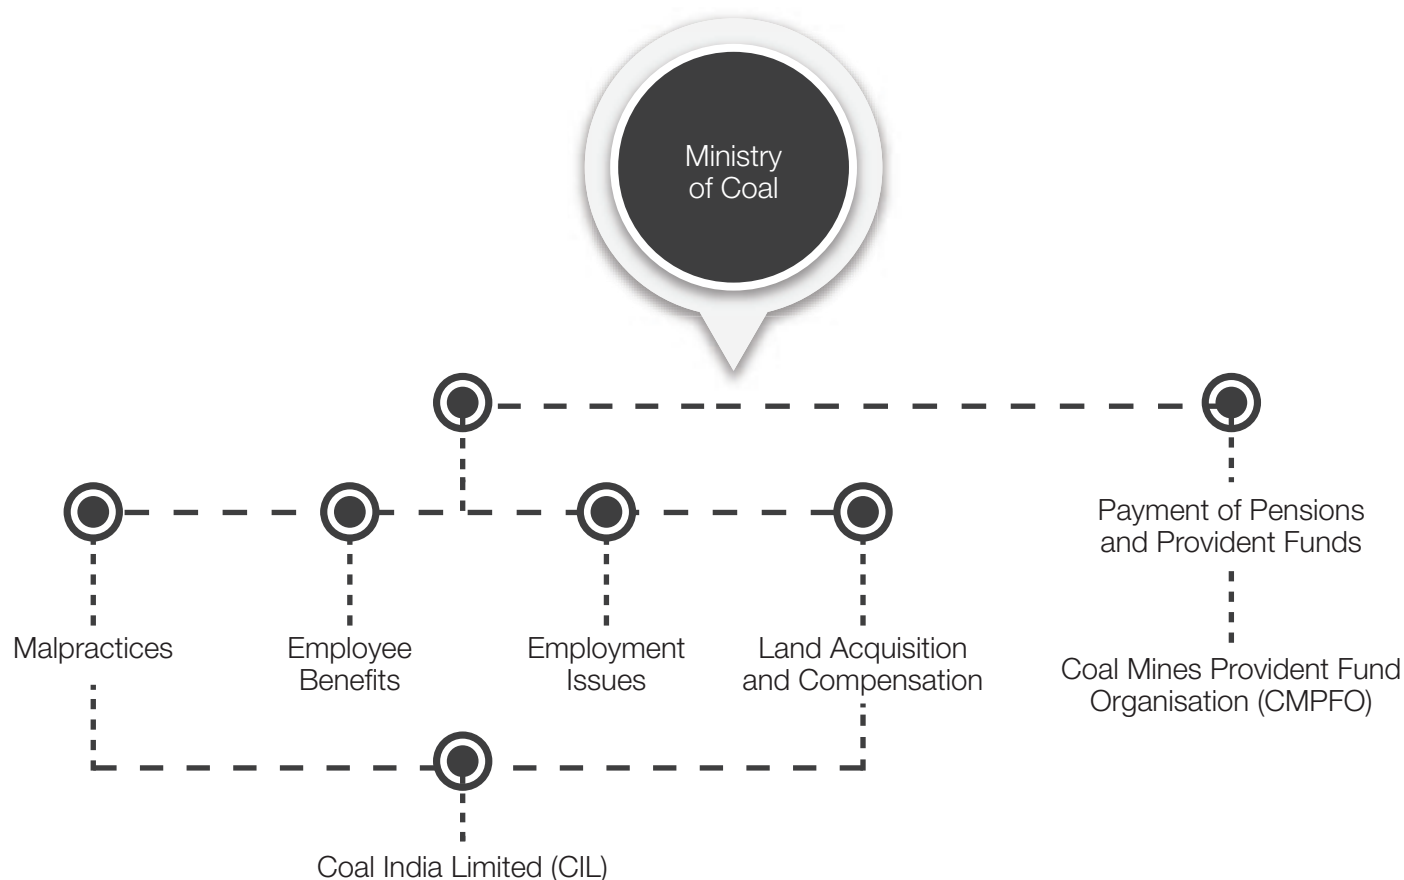 Ministry
of Coal
Payment of Pensions
and Provident Funds
Malpractices
Employee
Benefits
Employment
Issues
Land Acquisition
and Compensation
Coal Mines Provident Fund
Organisation (CMPFO)
Coal India Limited (CIL)